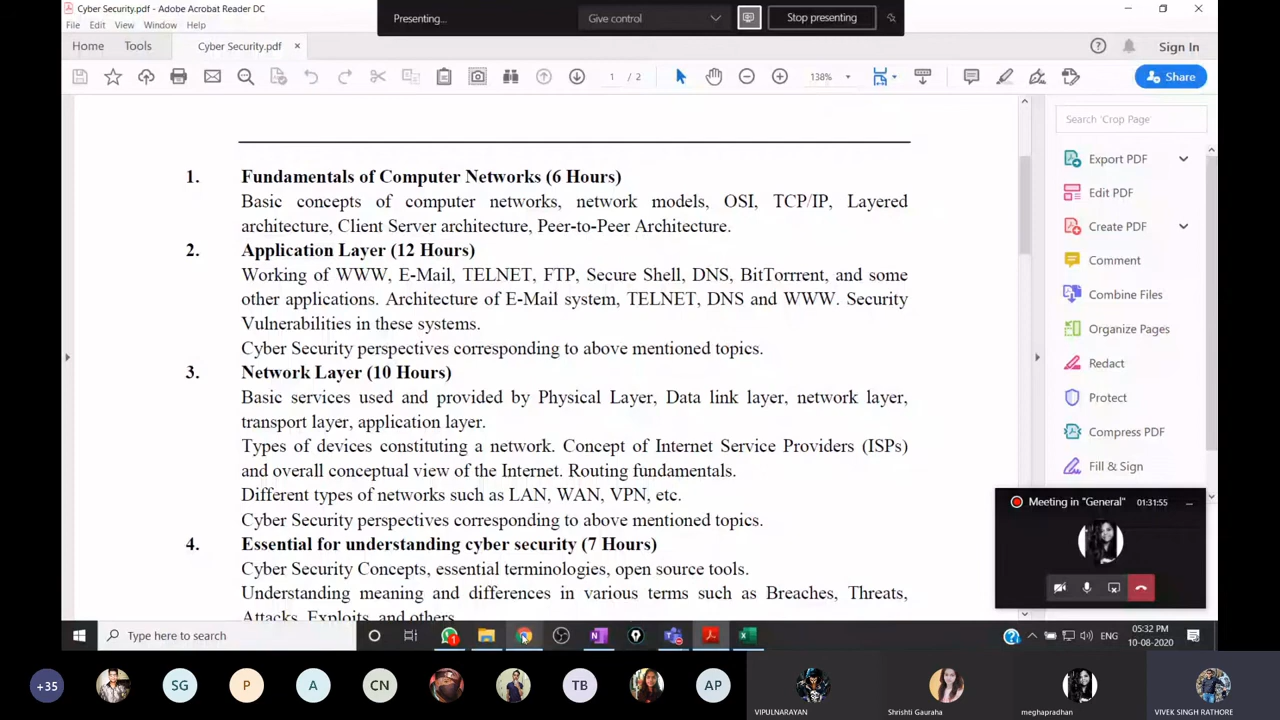 Cyber Security.pdf - Adobe Acrobat Reader DC
File Edit View Window Help
Presenting...
Give control
Stop presenting
Home Tools Cyber Security.pdf × Sign In
1 / 2 138% Share
1. Fundamentals of Computer Networks (6 Hours)
Basic concepts of computer networks, network models, OSI, TCP/IP, Layered
architecture, Client Server architecture, Peer-to-Peer Architecture.
2. Application Layer (12 Hours)
Working of WWW, E-Mail, TELNET, FTP, Secure Shell, DNS, BitTorrrent, and some
other applications. Architecture of E-Mail system, TELNET, DNS and WWW. Security
Vulnerabilities in these systems.
Cyber Security perspectives corresponding to above mentioned topics.
3. Network Layer (10 Hours)
Basic services used and provided by Physical Layer, Data link layer, network layer,
transport layer, application layer.
Types of devices constituting a network. Concept of Internet Service Providers (ISPs)
and overall conceptual view of the Internet. Routing fundamentals.
Different types of networks such as LAN, WAN, VPN, etc.
Cyber Security perspectives corresponding to above mentioned topics.
4. Essential for understanding cyber security (7 Hours)
Cyber Security Concepts, essential terminologies, open source tools.
Understanding meaning and differences in various terms such as Breaches, Threats,
Attacks, Exploits, and others.
Search 'Crop Page
Export PDF
Edit PDF
Create PDF
Comment
Combine Files
Organize Pages
Redact
Protect
Compress PDF
Fill & Sign
Meeting in "General" 01:31:55
Type here to search
1
ENG
05:32 PM
10-08-2020
+35 SG P A CN TB AP
VIPULNARAYAN
Shrishti Gauraha
meghapradhan
VIVEK SINGH RATHORE